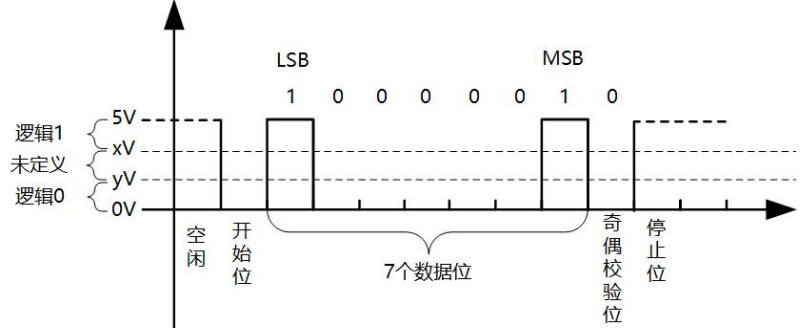 LSB
MSB
1 0 0 0 0 0 1 0
5V
逻辑1
xV
未定义
yV
逻辑0
0V
空闲
开始位
7个数据位
奇偶校验位
停止位